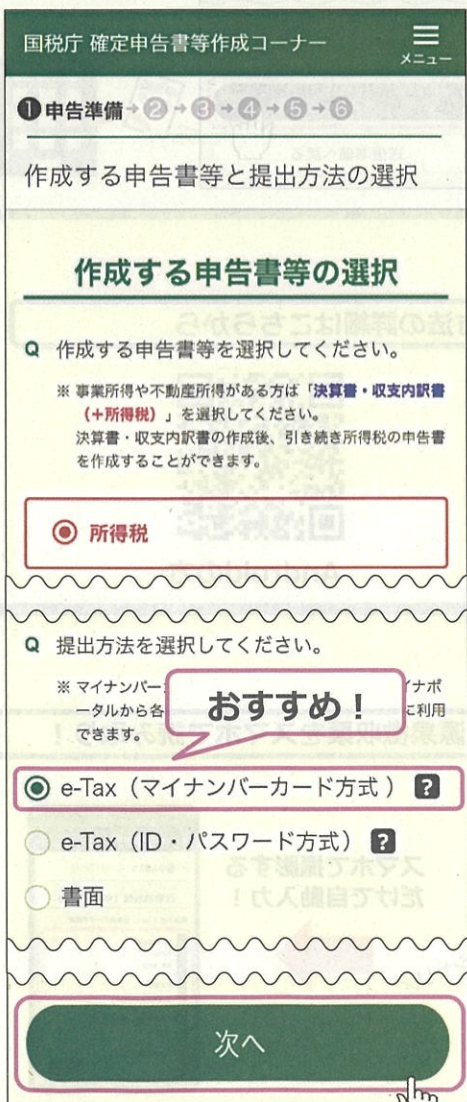 国税庁 確定申告書等作成コーナー
メニュー
❶申告準備→②→③→④→⑤→⑥
作成する申告書等と提出方法の選択
作成する申告書等の選択
Q 作成する申告書等を選択してください。
※ 事業所得や不動産所得がある方は「決算書・収支内訳書
(+所得税)」を選択してください。
決算書・収支内訳書の作成後、引き続き所得税の申告書
を作成することができます。
所得税
Q 提出方法を選択してください。
※ マイナンバー
イナポ
ータルから各
に利用
できます。
おすすめ！
e-Tax（マイナンバーカード方式） ?
e-Tax（ID・パスワード方式） ?
書面
次へ